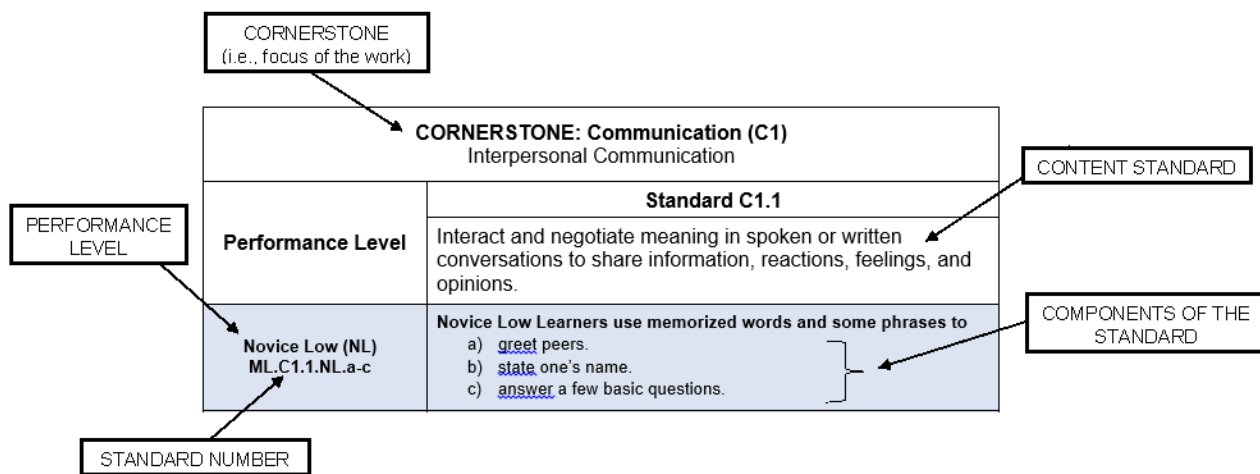 CORNERSTONE
(i.e., focus of the work)
CORNERSTONE: Communication (C1)
Interpersonal Communication
CONTENT STANDARD
PERFORMANCE
LEVEL
Performance Level
Standard C1.1
Interact and negotiate meaning in spoken or written
conversations to share information, reactions, feelings, and
opinions.
Novice Low (NL)
ML.C1.1.NL.a-c
Novice Low Learners use memorized words and some phrases to
a) greet peers.
b) state one's name.
c) answer a few basic questions.
COMPONENTS OF THE
STANDARD
STANDARD NUMBER